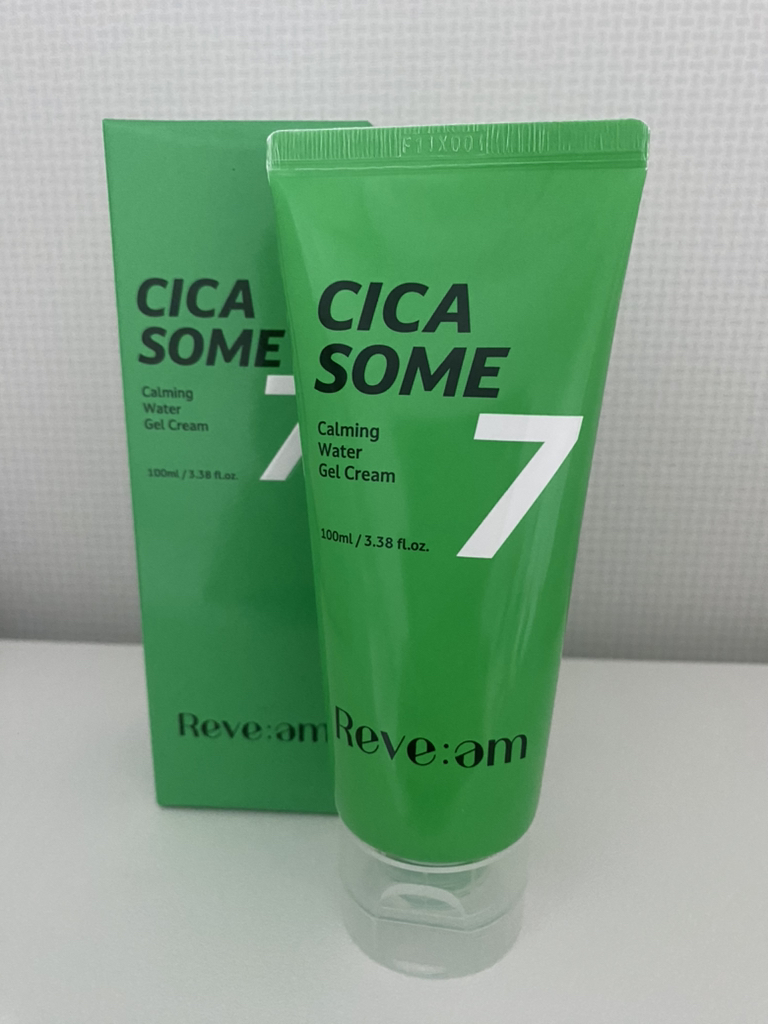 CICA
SOME
7
Calming
Water
Gel Cream
100ml / 3.38 fl.oz.
Reve:am
CICA
SOME
7
Calming
Water
Gel Cream
100ml / 3.38 fl.oz.
Reve:am